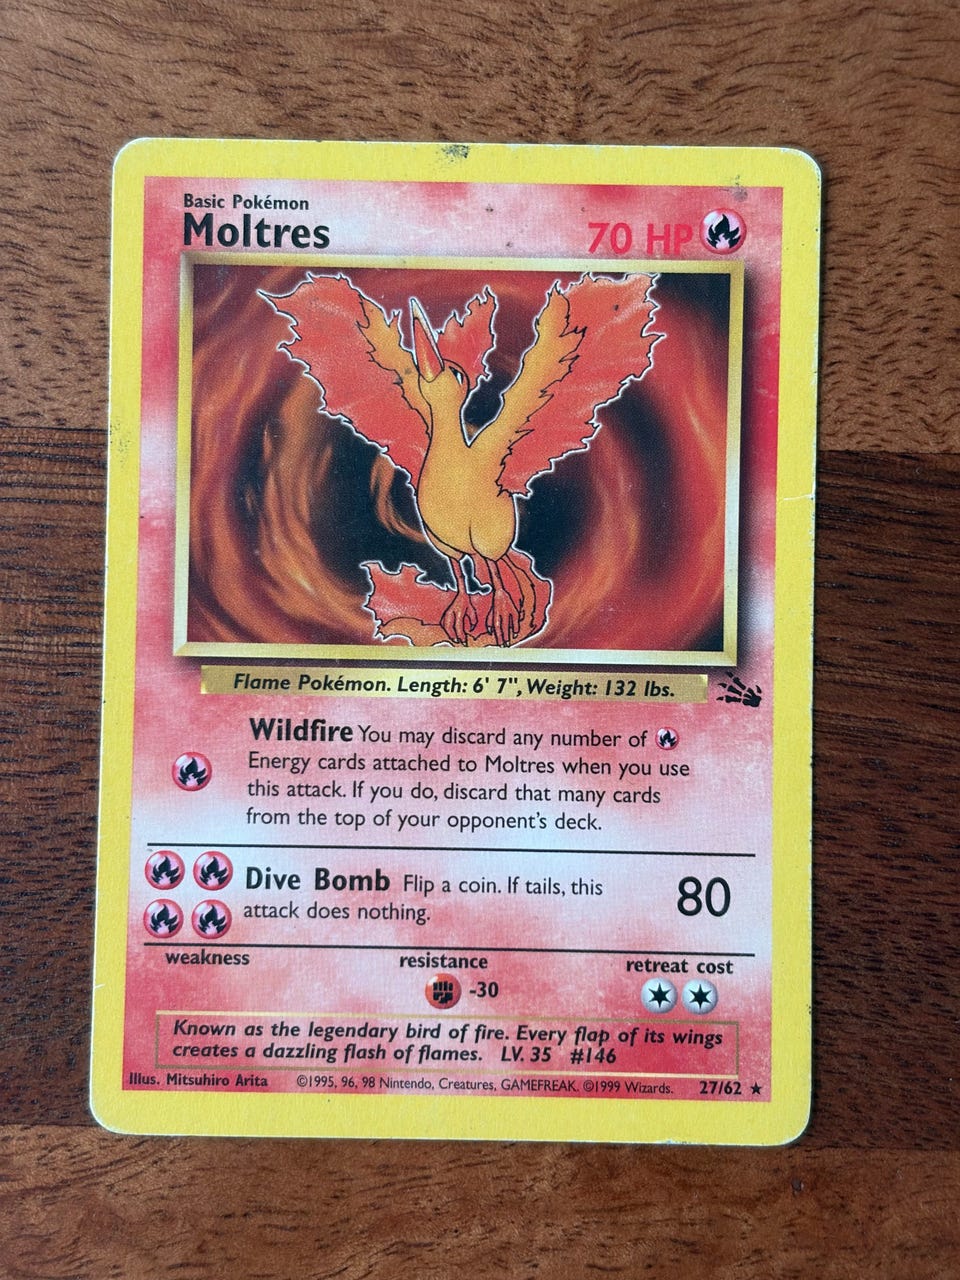 Basic Pokémon
Moltres
70 HP
Flame Pokémon. Length: 6' 7", Weight: 132 lbs.
Wildfire You may discard any number of
Energy cards attached to Moltres when you use
this attack. If you do, discard that many cards
from the top of your opponent's deck.
Dive Bomb Flip a coin. If tails, this
attack does nothing.
80
weakness
resistance
retreat cost
-30
Known as the legendary bird of fire. Every flap of its wings
creates a dazzling flash of flames. LV. 35 #146
Illus. Mitsuhiro Arita ©1995, 96, 98 Nintendo, Creatures, GAMEFREAK. ©1999 Wizards. 27/62 ★